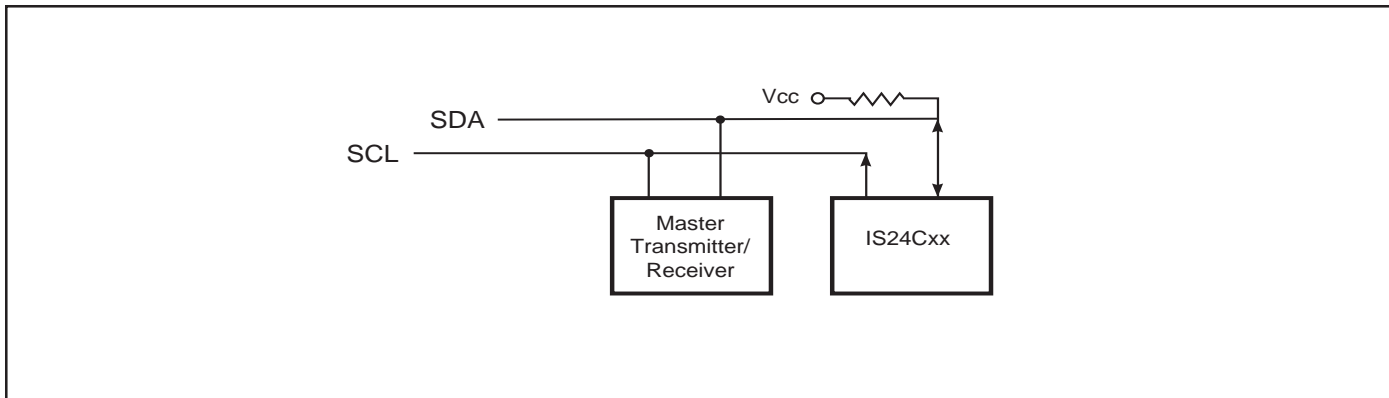 Vcc
SDA
SCL
Master
Transmitter/
Receiver
IS24Cxx